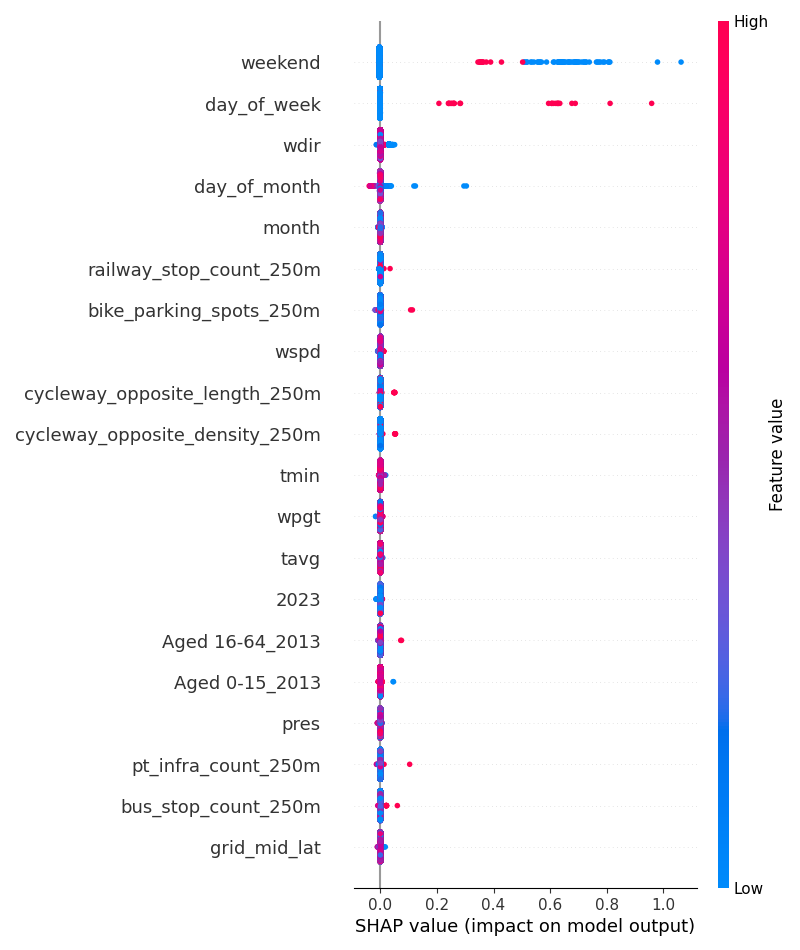 High
weekend
day_of_week
wdir
day_of_month
month
railway_stop_count_250m
bike_parking_spots_250m
wspd
cycleway_opposite_length_250m
cycleway_opposite_density_250m
tmin
wpgt
tavg
2023
Aged 16-64_2013
Aged 0-15_2013
pres
pt_infra_count_250m
bus_stop_count_250m
grid_mid_lat
Feature value
Low
0.0 0.2 0.4 0.6 0.8 1.0
SHAP value (impact on model output)